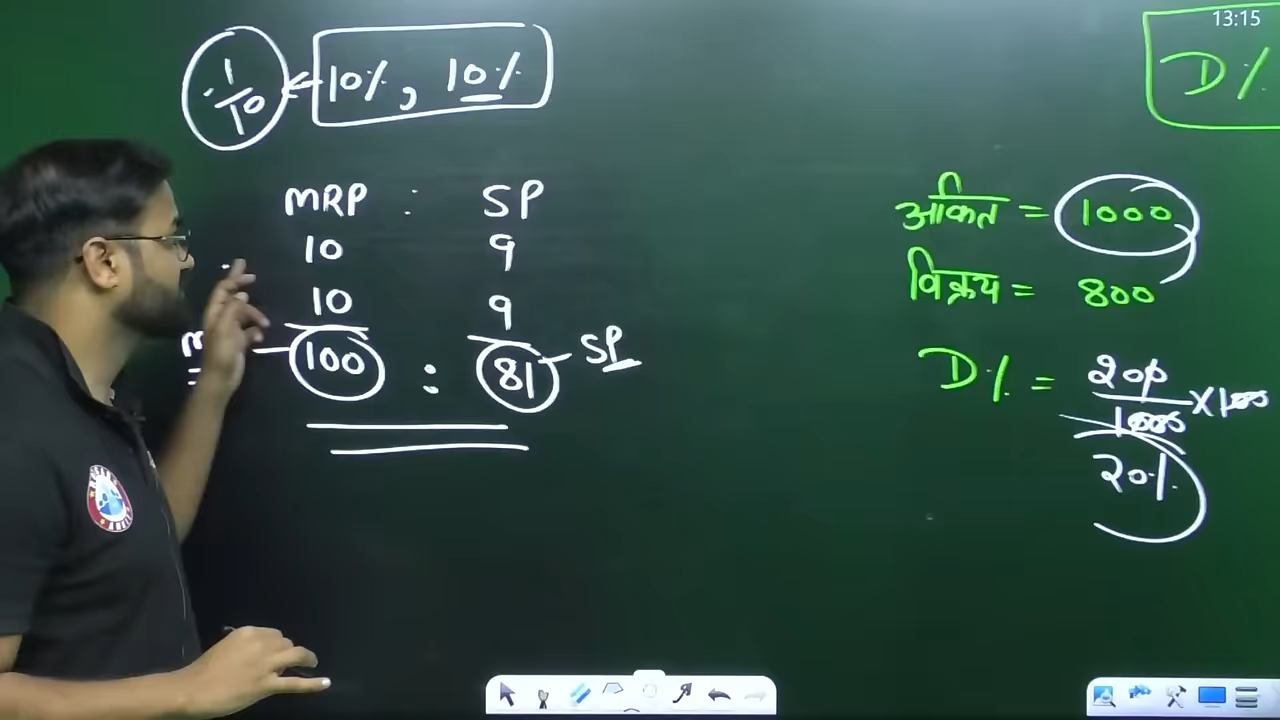 13:15
1/10 ← 10%, 10%
D%
MRP : SP
10 9
10 9
100 : 81 – SP
अंकित = 1000
विक्रय = 800
D% = 200/1000 ×100
20%